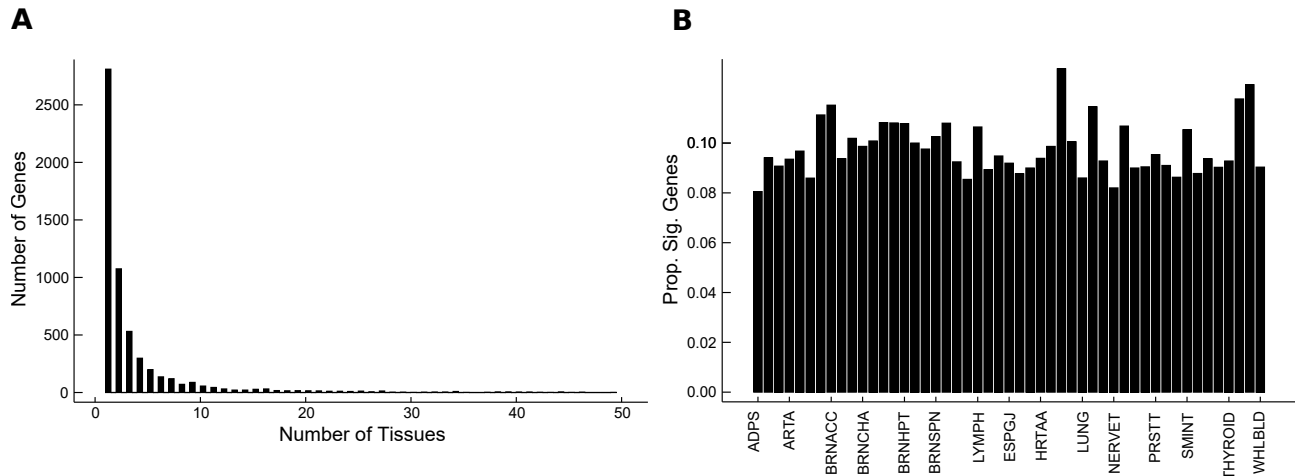 A
Number of Genes
2500
2000
1500
1000
500
0
0 10 20 30 40 50
Number of Tissues
B
Prop. Sig. Genes
0.10
0.08
0.06
0.04
0.02
0.00
ADPS
ARTA
BRNACC
BRNCHA
BRNHPT
BRNSPN
LYMPH
ESPGJ
HRTAA
LUNG
NERVET
PRSTT
SMINT
THYROID
WHLBLD